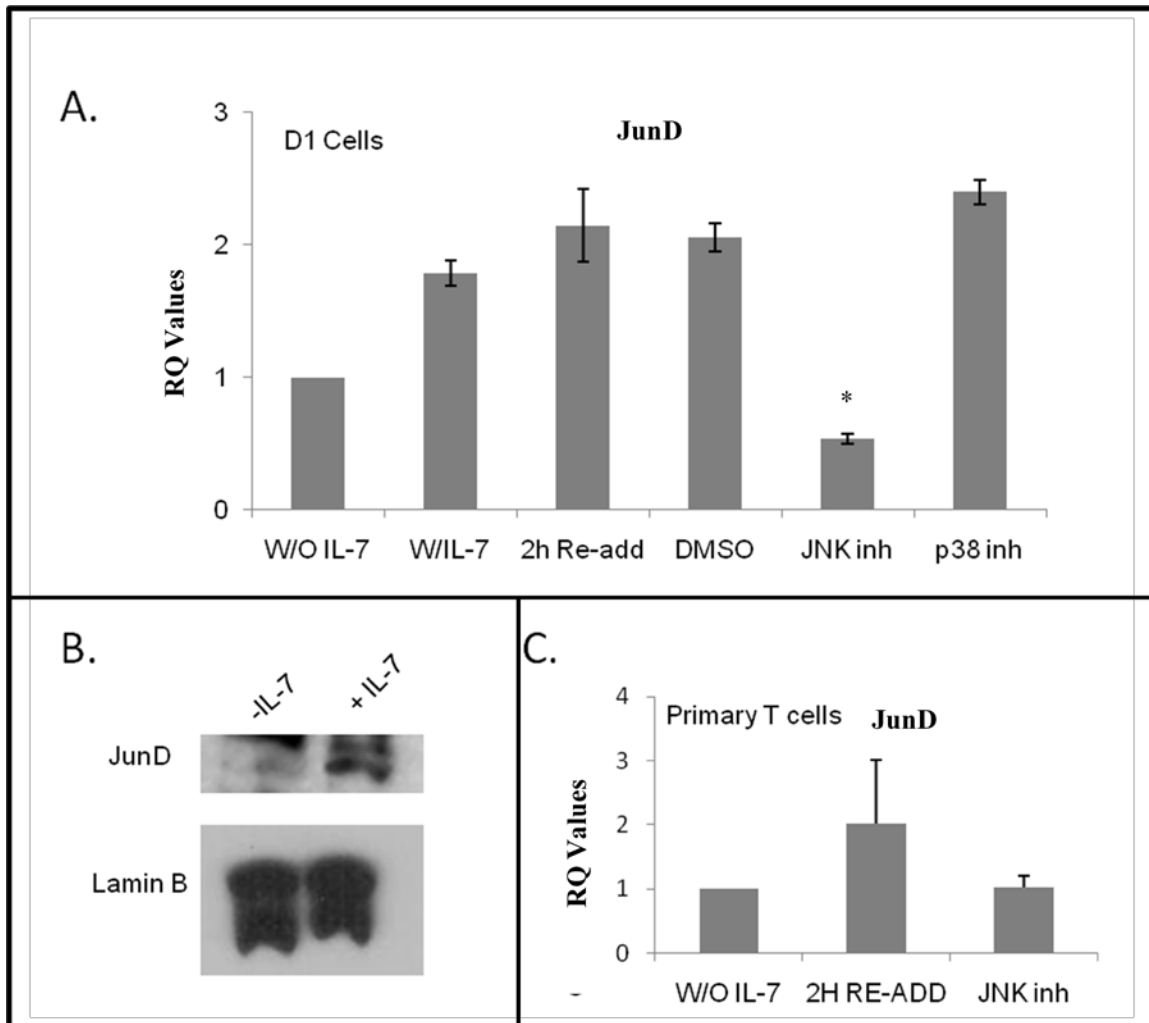 A.
D1 Cells
JunD
RQ Values
3
2
1
0
*
W/O IL-7 W/IL-7 2h Re-add DMSO JNK inh p38 inh
B.
-IL-7 + IL-7
JunD
Lamin B
C.
Primary T cells JunD
RQ Values
4
3
2
1
0
W/O IL-7 2H RE-ADD JNK inh